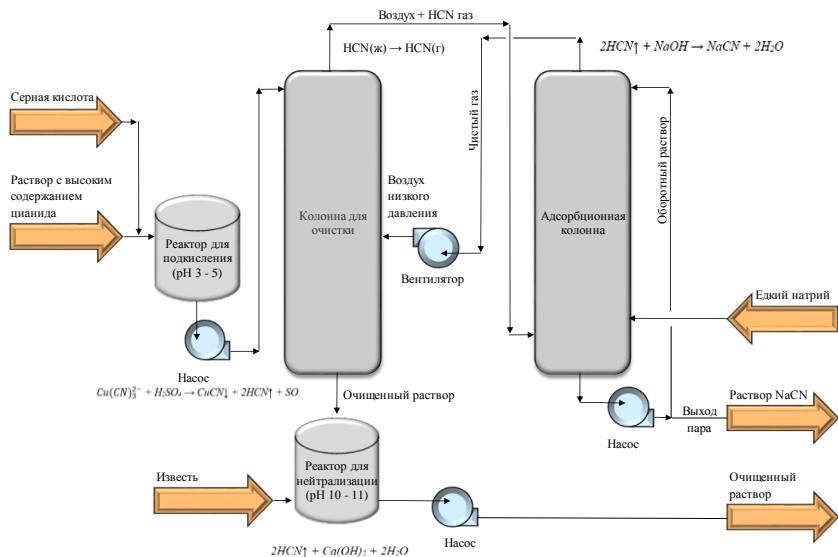 Воздух + HCN газ
HCN(ж) → HCN(г)
2HCN↑ + NaOH → NaCN + 2H₂O
Серная кислота
Чистый газ
Оборотный раствор
Раствор с высоким
содержанием
цианида
Воздух
низкого
давления
Колонна для
очистки
Адсорбционная
колонна
Реактор для
подкисления
(pH 3 - 5)
Вентилятор
Едкий натрий
Насос
Cu(CN)₃²⁻ + H₂SO₄ → CuCN↓ + 2HCN↑ + SO
Очищенный раствор
Раствор NaCN
Выход
пара
Насос
Реактор для
нейтрализации
(pH 10 - 11)
Известь
Очищенный
раствор
Насос
2HCN↑ + Ca(OH)₂ + 2H₂O